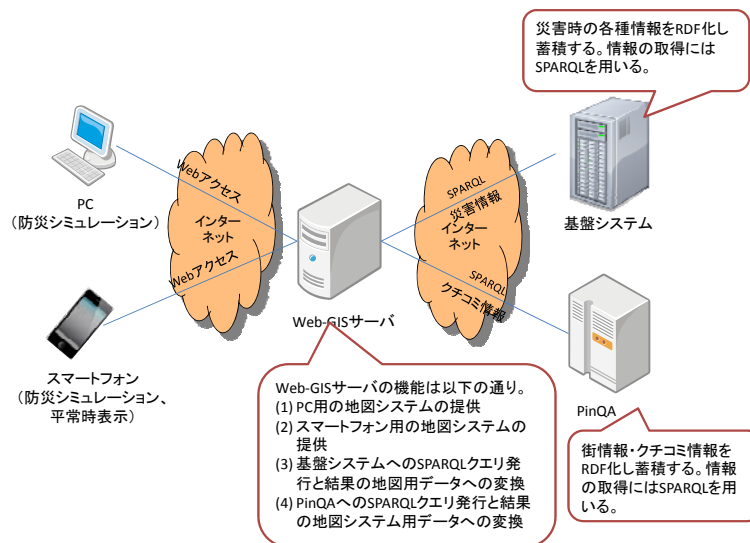 災害時の各種情報をRDF化し
蓄積する。情報の取得には
SPARQLを用いる。
PC
(防災シミュレーション)
Webアクセス
インター
ネット
Webアクセス
スマートフォン
(防災シミュレーション、
平常時表示)
Web-GISサーバ
SPARQL
災害情報
インター
ネット
SPARQL
クチコミ情報
基盤システム
PinQA
Web-GISサーバの機能は以下の通り。
(1) PC用の地図システムの提供
(2) スマートフォン用の地図システムの
提供
(3) 基盤システムへのSPARQLクエリ発
行と結果の地図用データへの変換
(4) PinQAへのSPARQLクエリ発行と結果
の地図システム用データへの変換
街情報・クチコミ情報を
RDF化し蓄積する。情報
の取得にはSPARQLを用
いる。